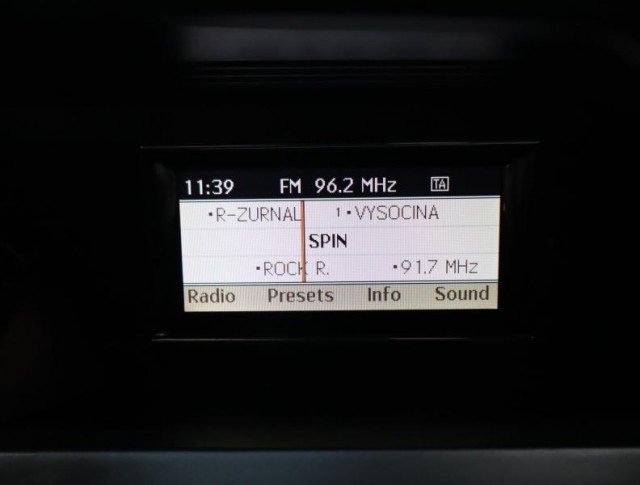 11:39 FM 96.2 MHz TA
•R-ZURNAL 1•VYSOCINA
SPIN
•ROCK R. •91.7 MHz
Radio Presets Info Sound